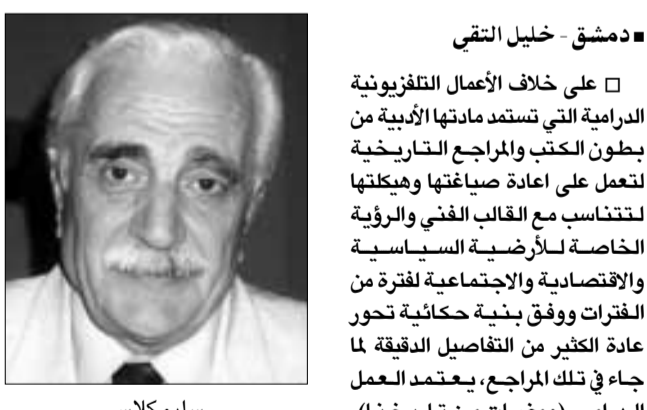 ■ دمشق - خليل التقي
□ على خلاف الأعمال التلفزيونية
الدرامية التي تستمد مادتها الأدبية من
بطون الكتب والمراجع التاريخية
لتعمل على اعادة صياغتها وهيكلتها
لتتناسب مع القالب الفني والرؤية
الخاصة للأرضية السياسية
والاقتصادية والاجتماعية لفترة من
الفترات ووفق بنية حكائية تحور
عادة الكثير من التفاصيل الدقيقة لما
جاء في تلك المراجع، يعتمد العمل